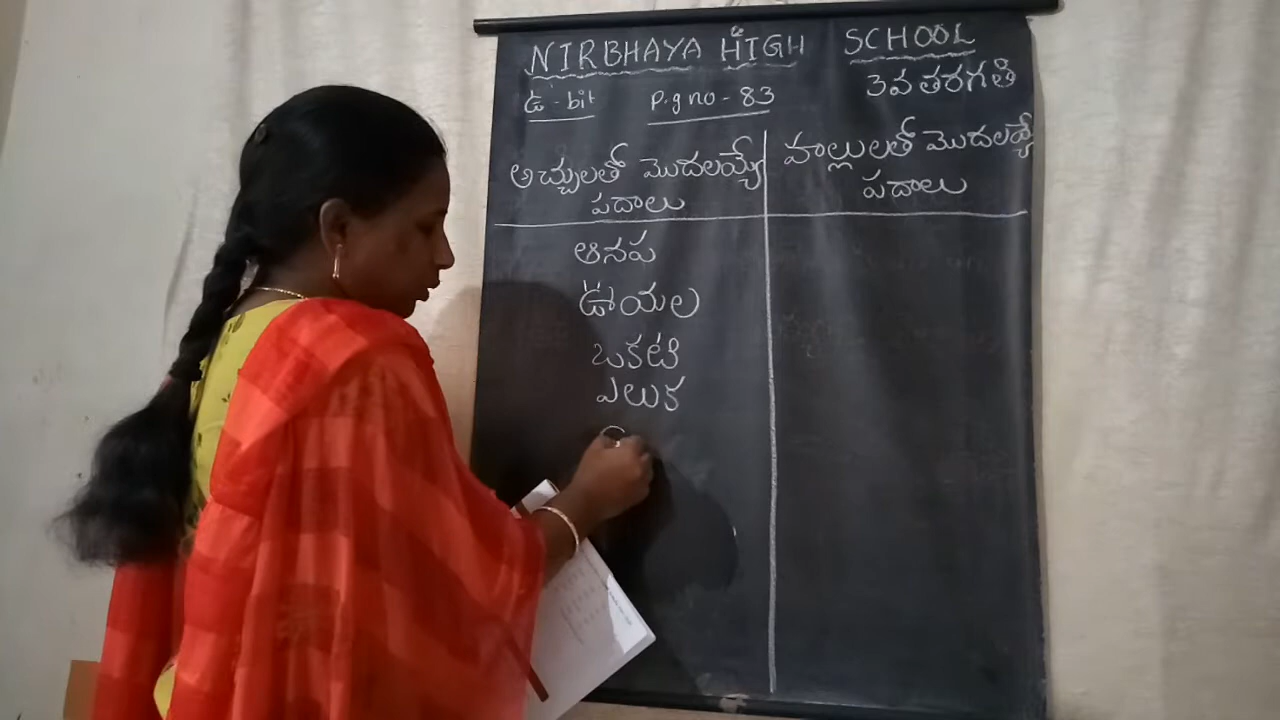 NIRBHAYA HIGH SCHOOL
3వ తరగతి
ఉ - bit P.g no - 83
అచ్చులతో మొదలయ్యే
పదాలు
హల్లులతో మొదలయ్యే
పదాలు
ఆనప
ఊయల
ఒకటి
ఎలుక